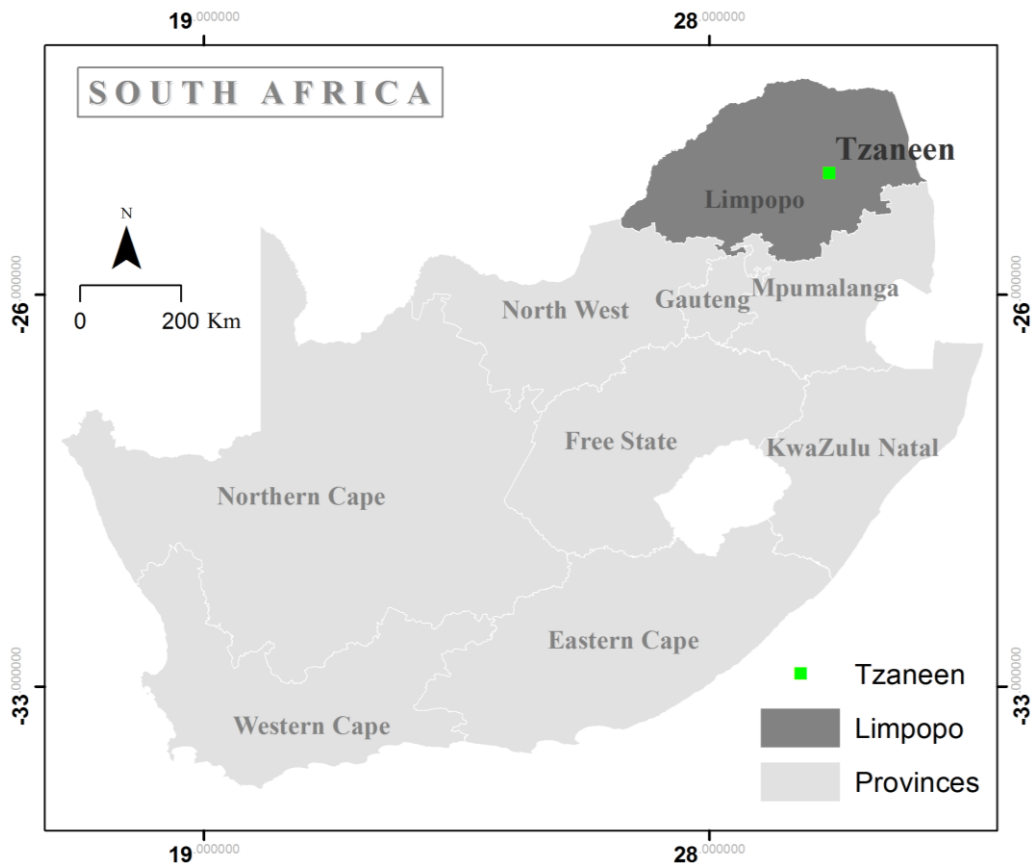 19.000000
28.000000
SOUTH AFRICA
Tzaneen
Limpopo
N
-26.000000
-26.000000
0 200 Km
North West
Gauteng
Mpumalanga
Free State
KwaZulu Natal
Northern Cape
Eastern Cape
Western Cape
-33.000000
-33.000000
Tzaneen
Limpopo
Provinces
19.000000
28.000000